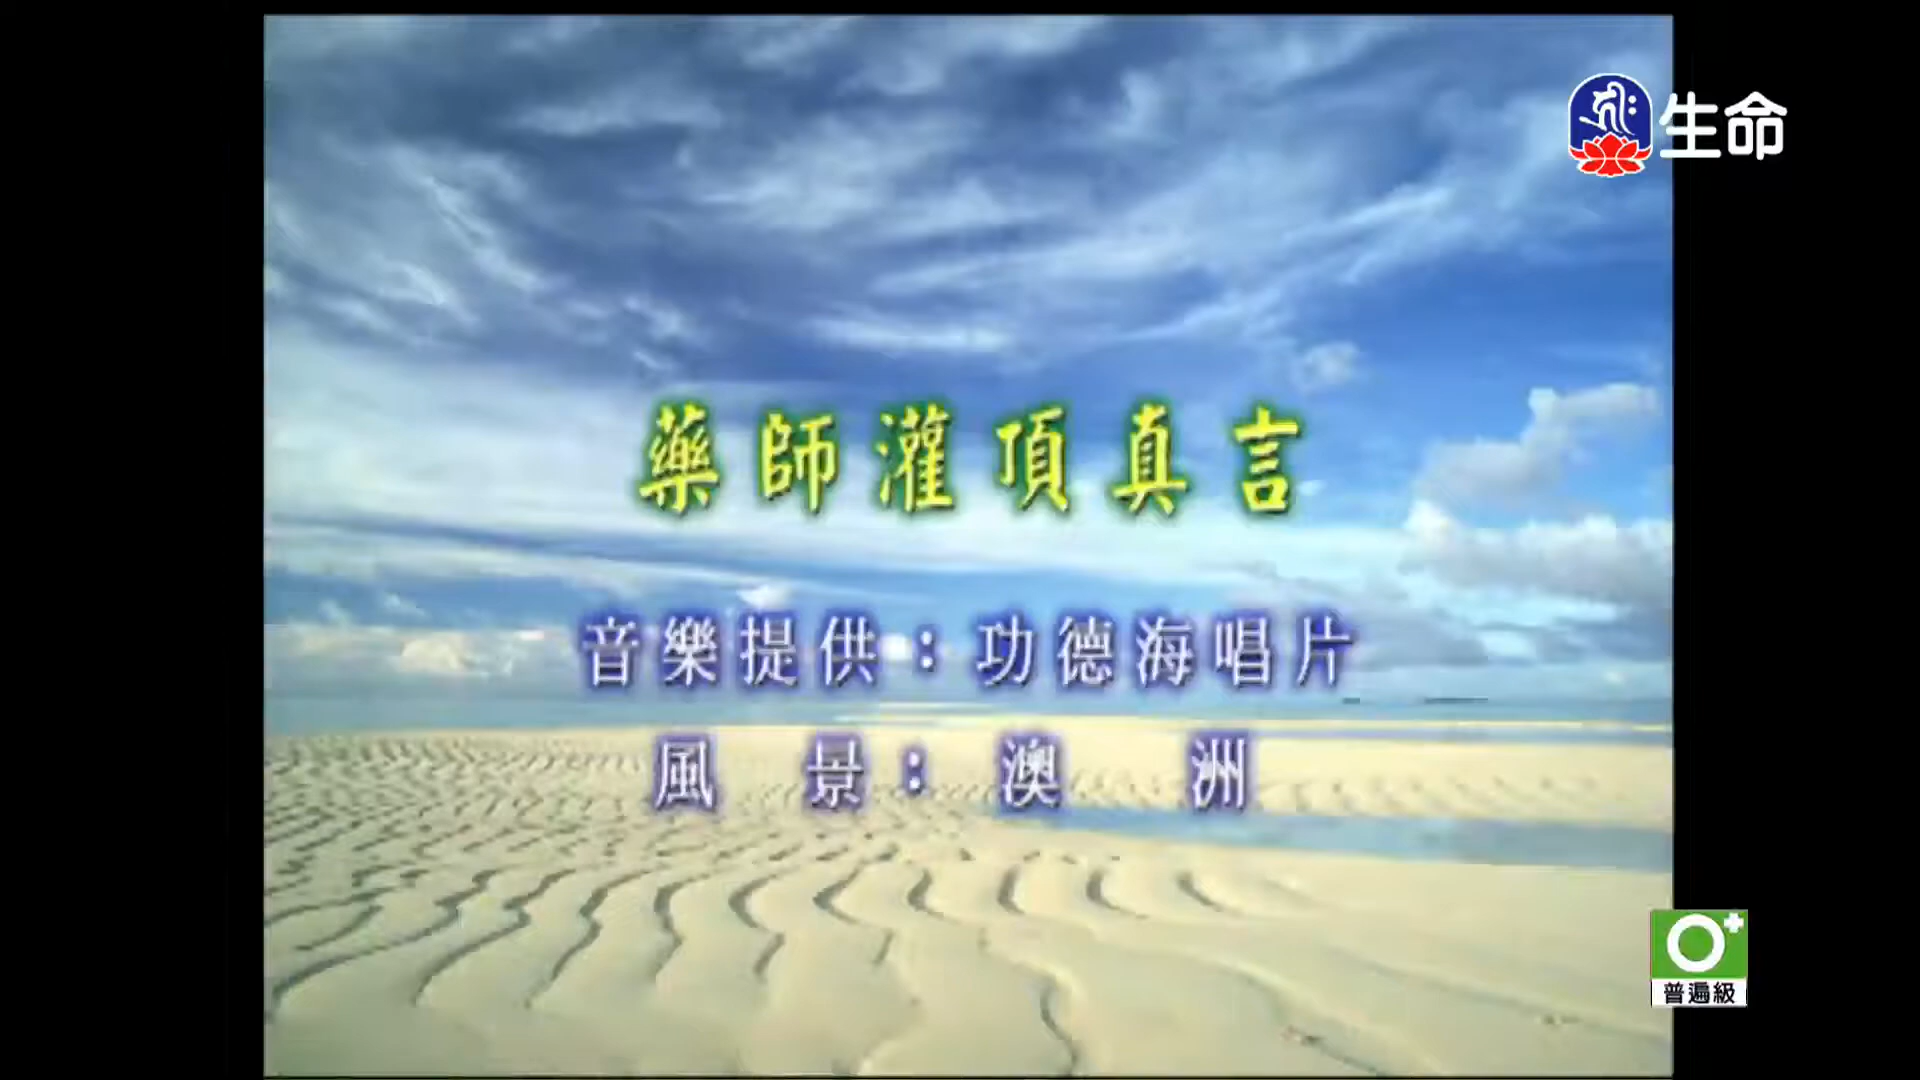 生命
藥師灌頂真言
音樂提供：功德海唱片
風景：澳洲
0+
普遍級